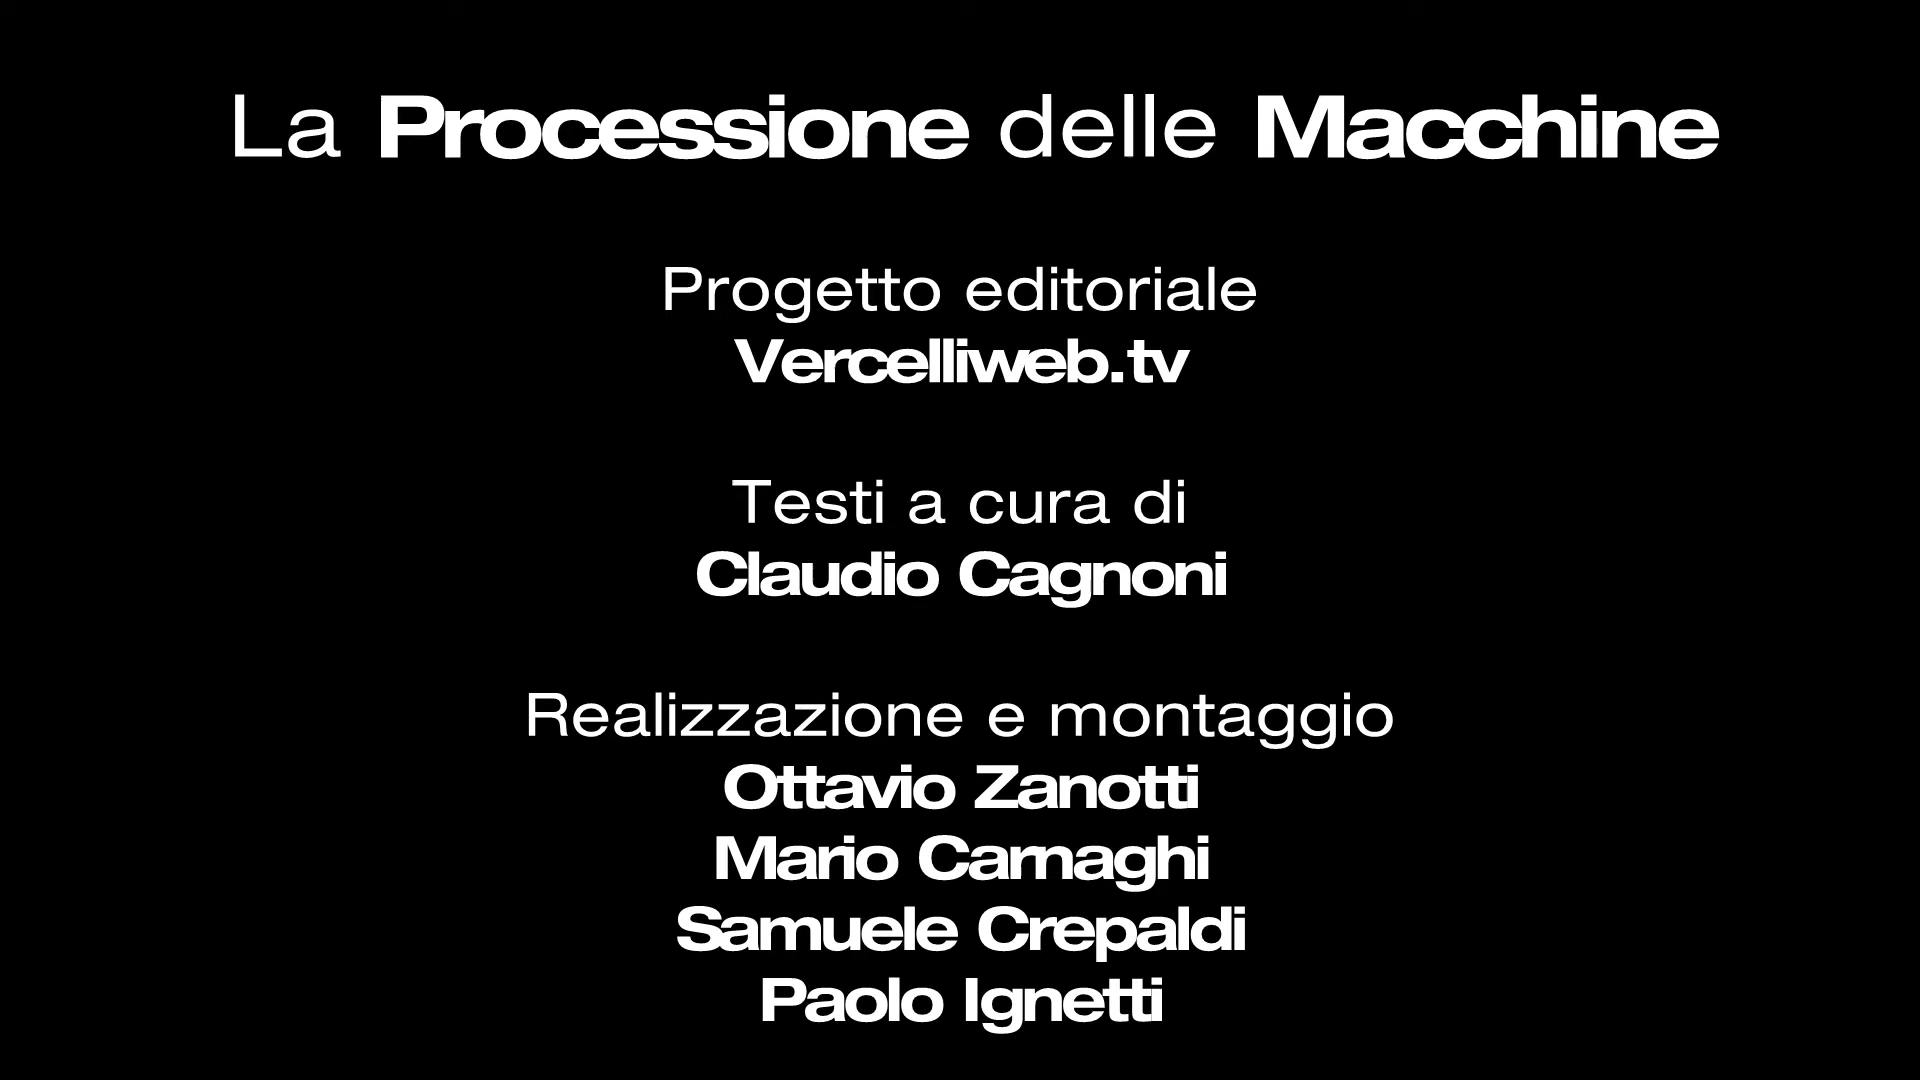 La Processione delle Macchine
Progetto editoriale
Vercelliweb.tv
Testi a cura di
Claudio Cagnoni
Realizzazione e montaggio
Ottavio Zanotti
Mario Carnaghi
Samuele Crepaldi
Paolo Ignetti